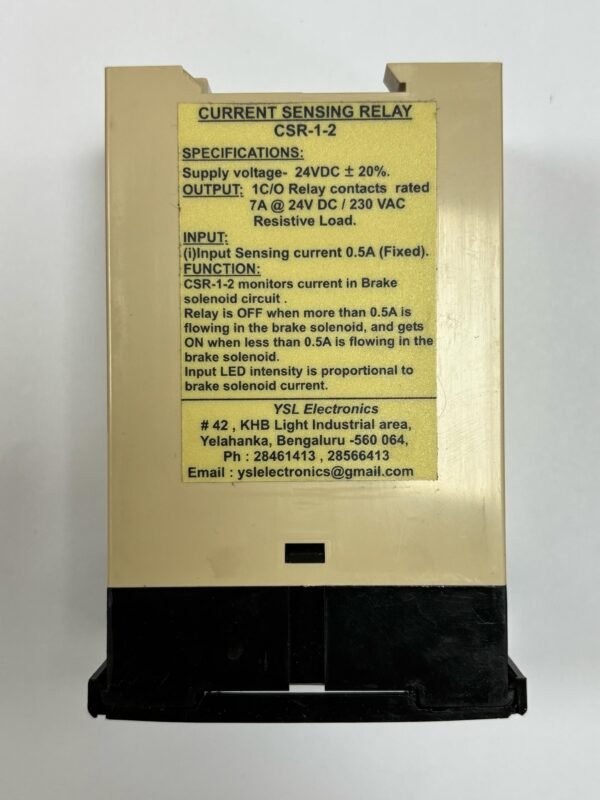 CURRENT SENSING RELAY
CSR-1-2
SPECIFICATIONS:
Supply voltage- 24VDC ± 20%.
OUTPUT: 1C/O Relay contacts rated
7A @ 24V DC / 230 VAC
Resistive Load.
INPUT:
(i)Input Sensing current 0.5A (Fixed).
FUNCTION:
CSR-1-2 monitors current in Brake
solenoid circuit .
Relay is OFF when more than 0.5A is
flowing in the brake solenoid, and gets
ON when less than 0.5A is flowing in the
brake solenoid.
Input LED intensity is proportional to
brake solenoid current.
YSL Electronics
# 42 , KHB Light Industrial area,
Yelahanka, Bengaluru -560 064,
Ph : 28461413 , 28566413
Email : yslelectronics@gmail.com